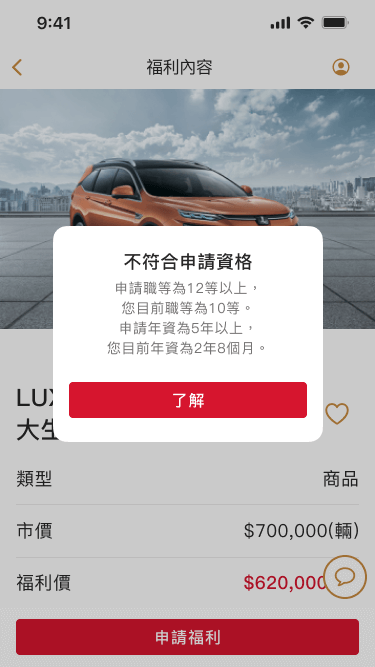 9:41
福利內容
不符合申請資格
申請職等為12等以上，
您目前職等為10等。
申請年資為5年以上，
您目前年資為2年8個月。
了解
LUX
大生
類型 商品
市價 $700,000(輛)
福利價 $620,000
申請福利